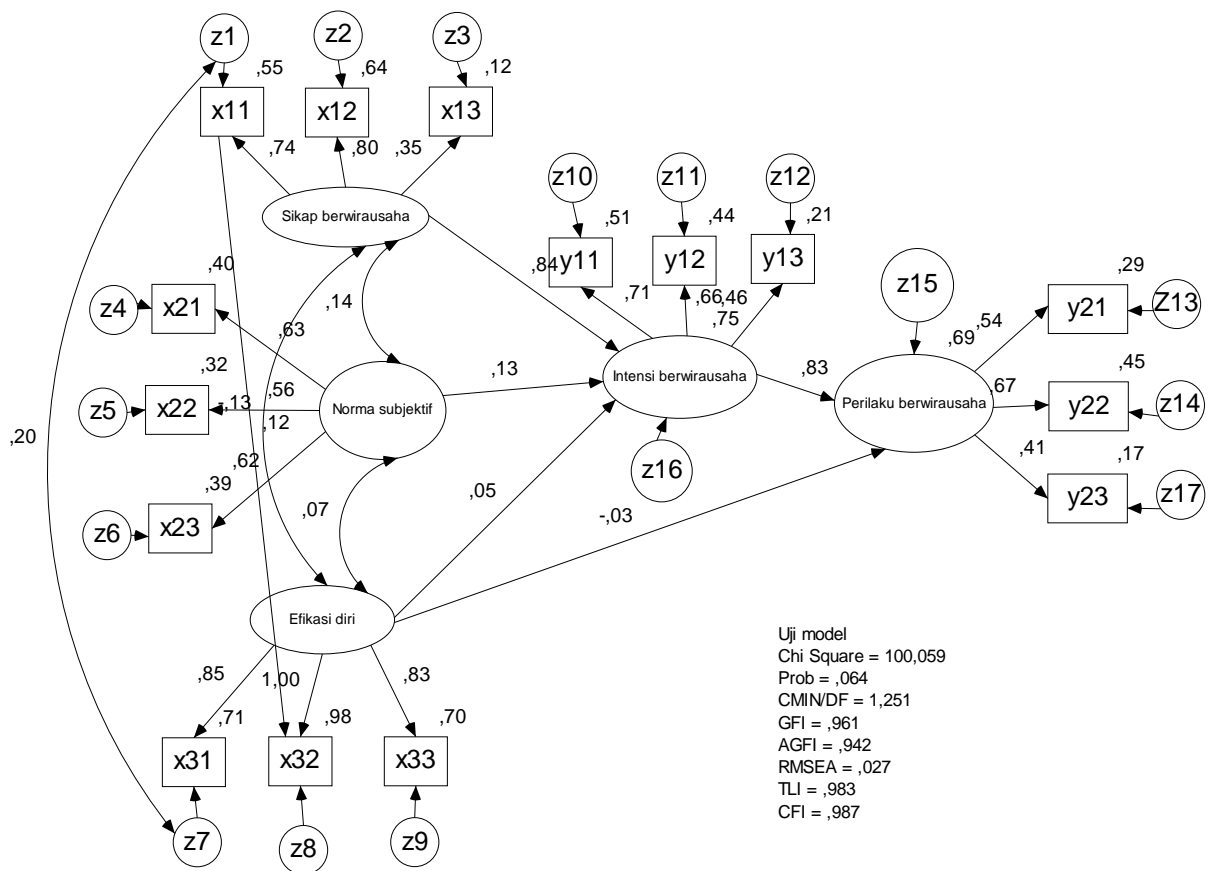 z1
z2
z3
,55
,64
,12
x11
x12
x13
,74
,80
,35
z10
z11
z12
Sikap berwirausaha
,51
,44
,21
y11
y12
y13
,40
,84
,71
,66
,46
,75
z15
,29
z4
x21
,14
y21
Z13
,63
,54
,69
,32
,56
,13
Intensi berwirausaha
,83
,45
z5
x22
-,13
Norma subjektif
Perilaku berwirausaha
,67
y22
z14
,12
,20
,62
,39
z16
,41
,17
z6
x23
,07
,05
-,03
y23
z17
Efikasi diri
,85
1,00
,83
,71
,98
,70
x31
x32
x33
z7
z8
z9
Uji model
Chi Square = 100,059
Prob = ,064
CMIN/DF = 1,251
GFI = ,961
AGFI = ,942
RMSEA = ,027
TLI = ,983
CFI = ,987